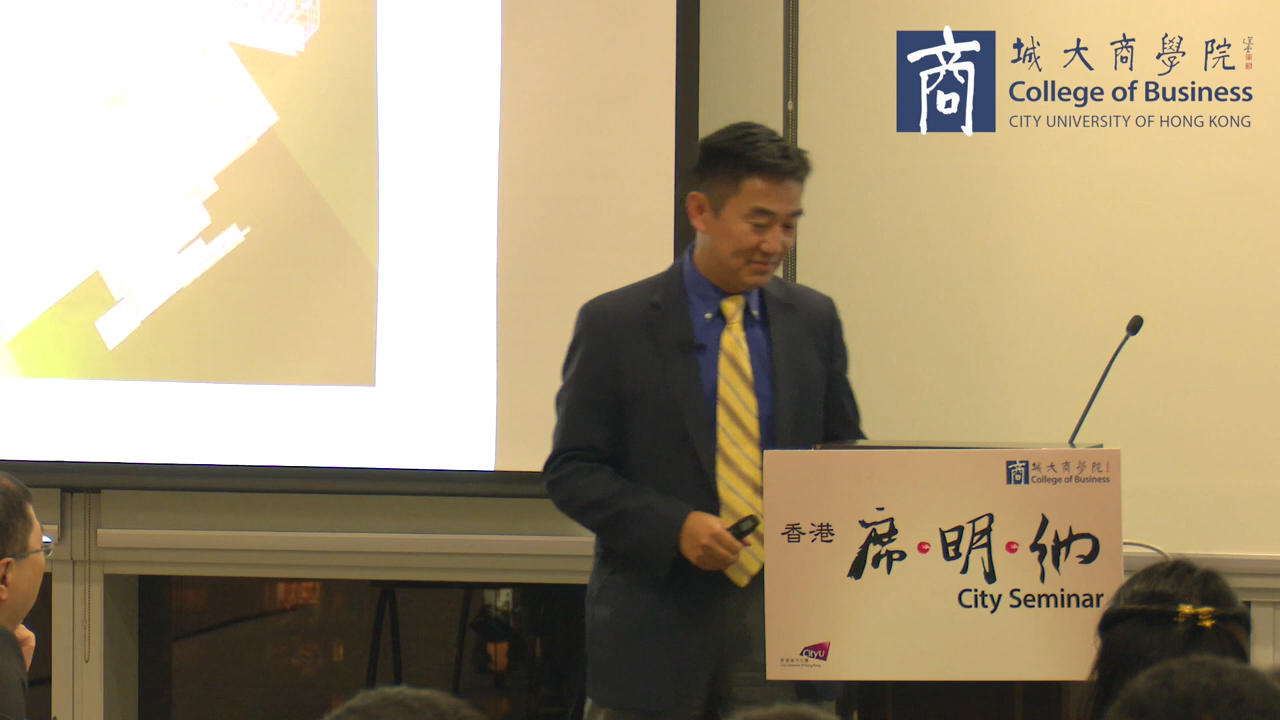 商
城大商學院
College of Business
CITY UNIVERSITY OF HONG KONG
商 城大商學院
College of Business
香港 席·明·納
City Seminar
CityU